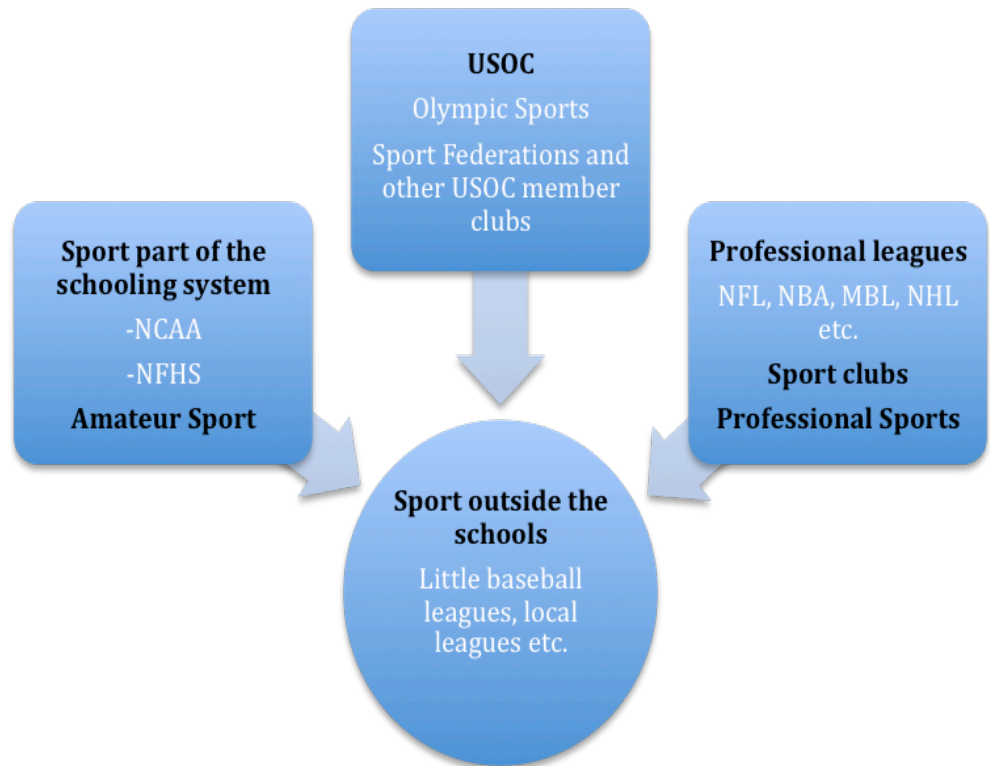 USOC
Olympic Sports
Sport Federations and
other USOC member
clubs
Sport part of the
schooling system
-NCAA
-NFHS
Amateur Sport
Professional leagues
NFL, NBA, MBL, NHL
etc.
Sport clubs
Professional Sports
Sport outside the
schools
Little baseball
leagues, local
leagues etc.